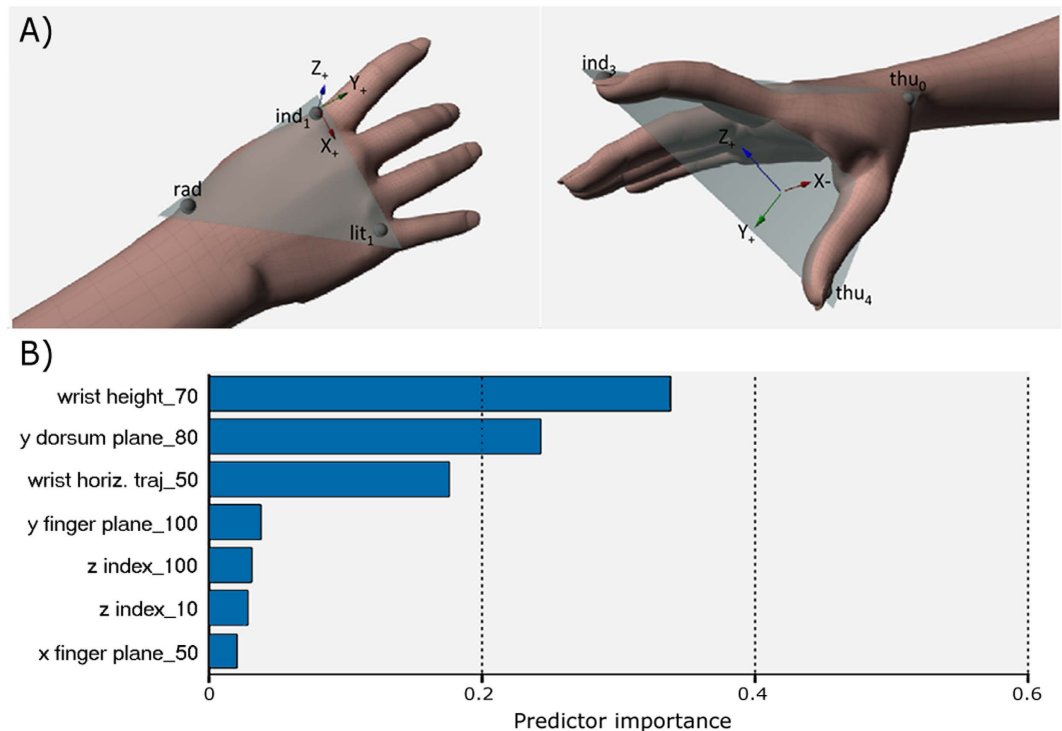 A)
Z+
Y+
ind1
X+
rad
lit1
ind3
thu0
Z+
X-
Y+
thu4
B)
wrist height_70
y dorsum plane_80
wrist horiz. traj_50
y finger plane_100
z index_100
z index_10
x finger plane_50
0 0.2 0.4 0.6
Predictor importance